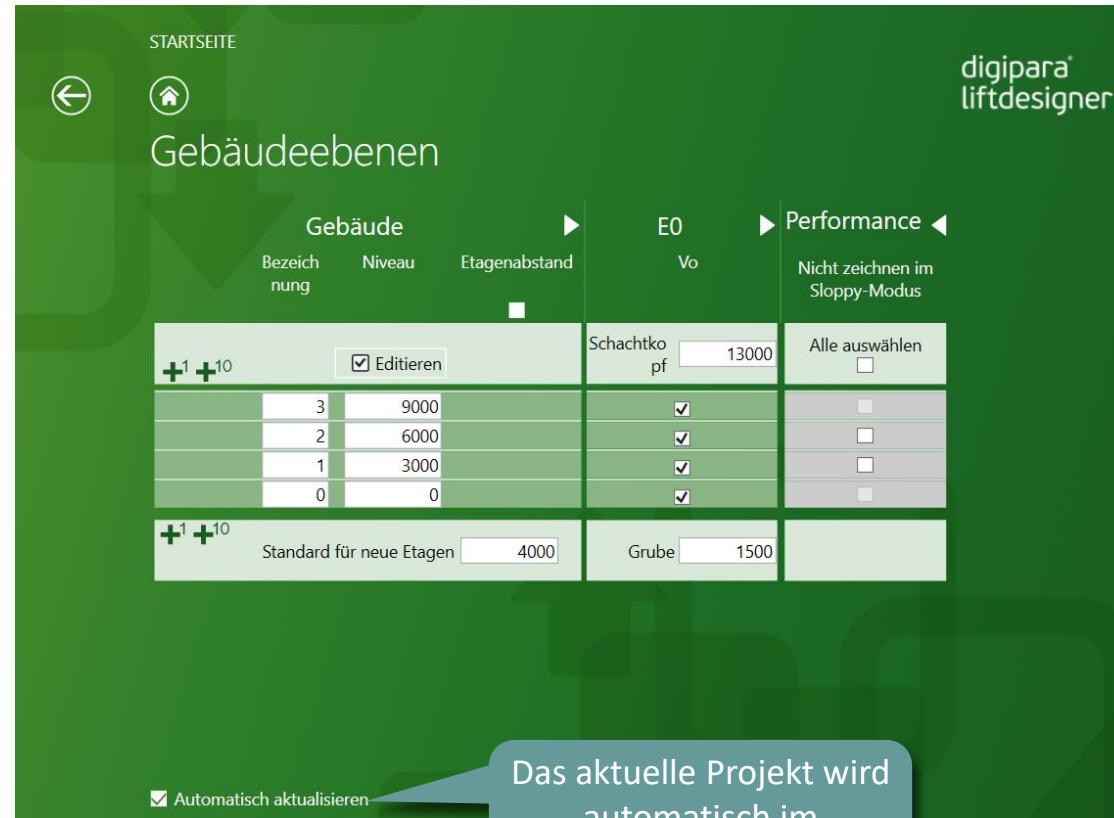 STARTSEITE
digipara
liftdesigner
Gebäudeebenen
Gebäude E0 Performance
Bezeich Niveau Etagenabstand Vo Nicht zeichnen im
nung Sloppy-Modus
Schachtko 13000 Alle auswählen
+1 +10 Editieren pf
3 9000
2 6000
1 3000
0 0
+1 +10
Standard für neue Etagen 4000 Grube 1500
Das aktuelle Projekt wird
Automatisch aktualisieren automatisch im